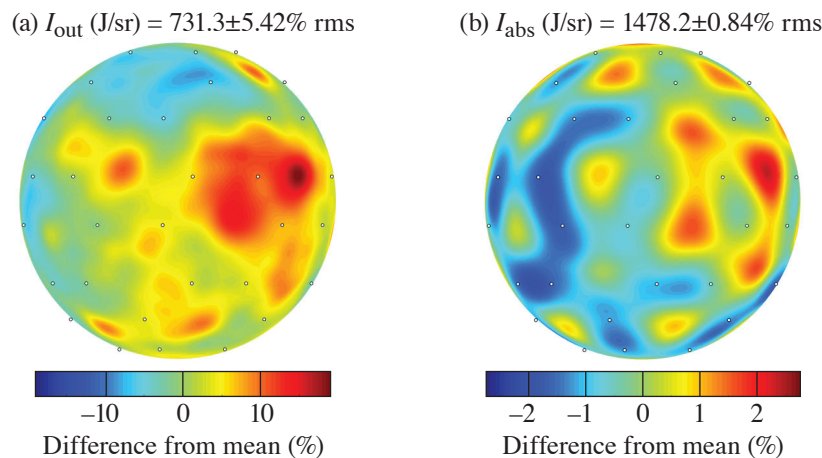 (a) I_out (J/sr) = 731.3±5.42% rms
(b) I_abs (J/sr) = 1478.2±0.84% rms
−10 0 10
Difference from mean (%)
−2 −1 0 1 2
Difference from mean (%)